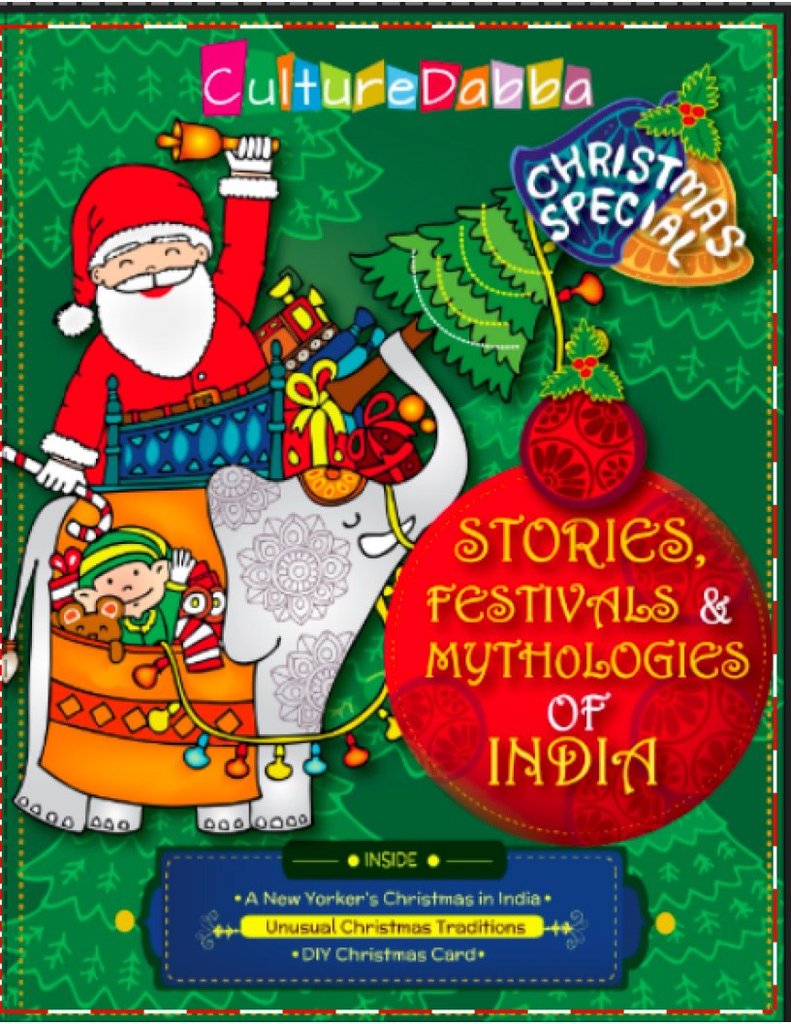 CultureDabba
CHRISTMAS
SPECIAL
STORIES,
FESTIVALS &
MYTHOLOGIES
OF
INDIA
INSIDE
• A New Yorker's Christmas in India •
Unusual Christmas Traditions
• DIY Christmas Card •